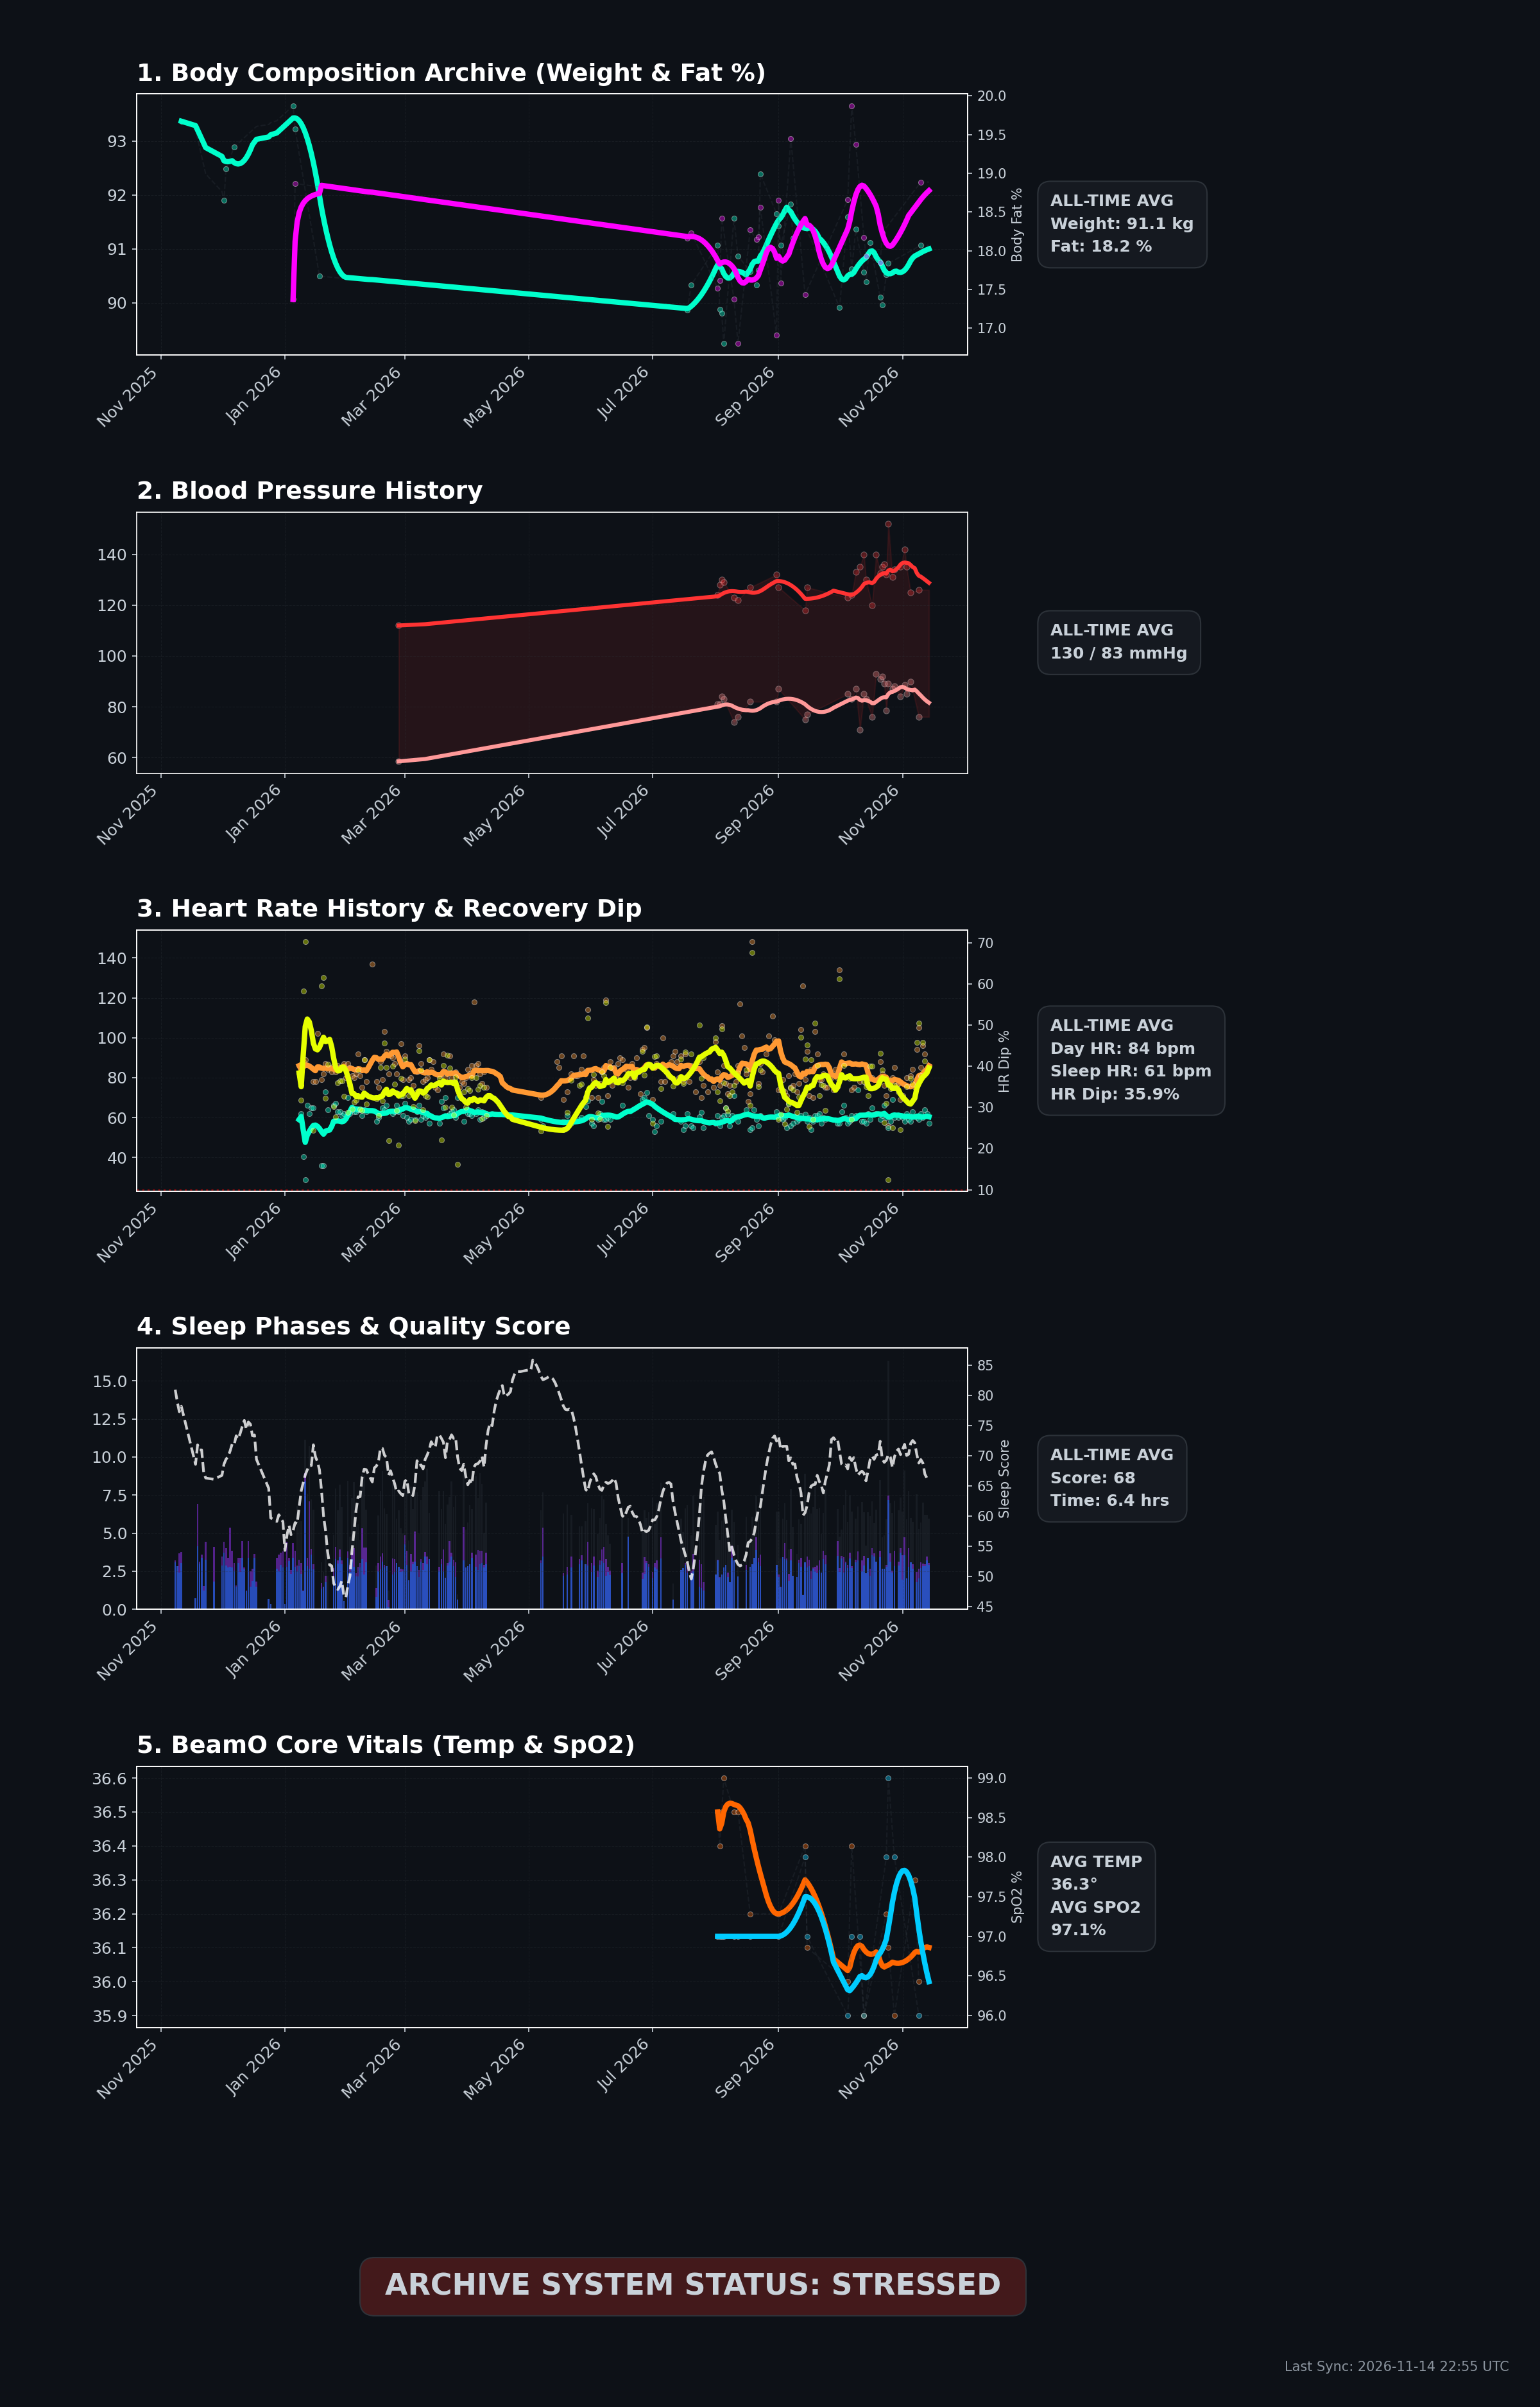 1. Body Composition Archive (Weight & Fat %)
93
92
91
90
20.0
19.5
19.0
18.5
18.0
17.5
17.0
Body Fat %
ALL-TIME AVG
Weight: 91.1 kg
Fat: 18.2 %
Nov 2025
Jan 2026
Mar 2026
May 2026
Jul 2026
Sep 2026
Nov 2026
2. Blood Pressure History
140
120
100
80
60
ALL-TIME AVG
130 / 83 mmHg
Nov 2025
Jan 2026
Mar 2026
May 2026
Jul 2026
Sep 2026
Nov 2026
3. Heart Rate History & Recovery Dip
140
120
100
80
60
40
70
60
50
40
30
20
10
HR Dip %
ALL-TIME AVG
Day HR: 84 bpm
Sleep HR: 61 bpm
HR Dip: 35.9%
Nov 2025
Jan 2026
Mar 2026
May 2026
Jul 2026
Sep 2026
Nov 2026
4. Sleep Phases & Quality Score
15.0
12.5
10.0
7.5
5.0
2.5
0.0
85
80
75
70
65
60
55
50
45
Sleep Score
ALL-TIME AVG
Score: 68
Time: 6.4 hrs
Nov 2025
Jan 2026
Mar 2026
May 2026
Jul 2026
Sep 2026
Nov 2026
5. BeamO Core Vitals (Temp & SpO2)
36.6
36.5
36.4
36.3
36.2
36.1
36.0
35.9
99.0
98.5
98.0
97.5
97.0
96.5
96.0
SpO2 %
AVG TEMP
36.3°
AVG SPO2
97.1%
Nov 2025
Jan 2026
Mar 2026
May 2026
Jul 2026
Sep 2026
Nov 2026
ARCHIVE SYSTEM STATUS: STRESSED
Last Sync: 2026-11-14 22:55 UTC